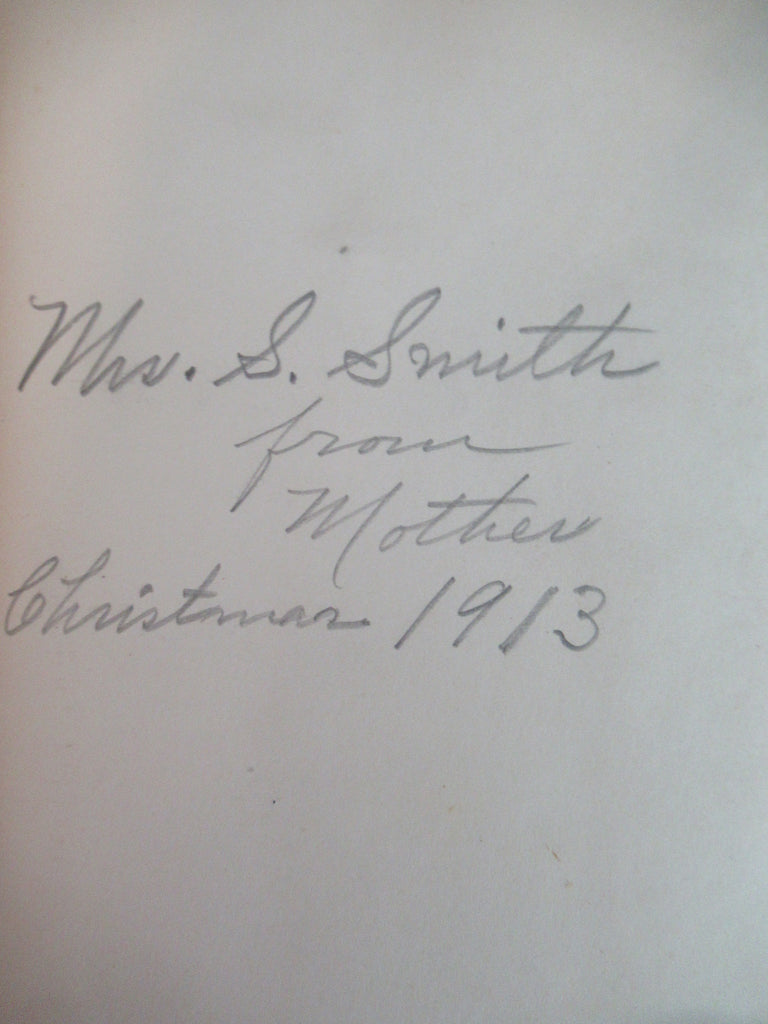 Mrs. S. Smith
from
Mother
Christmas 1913